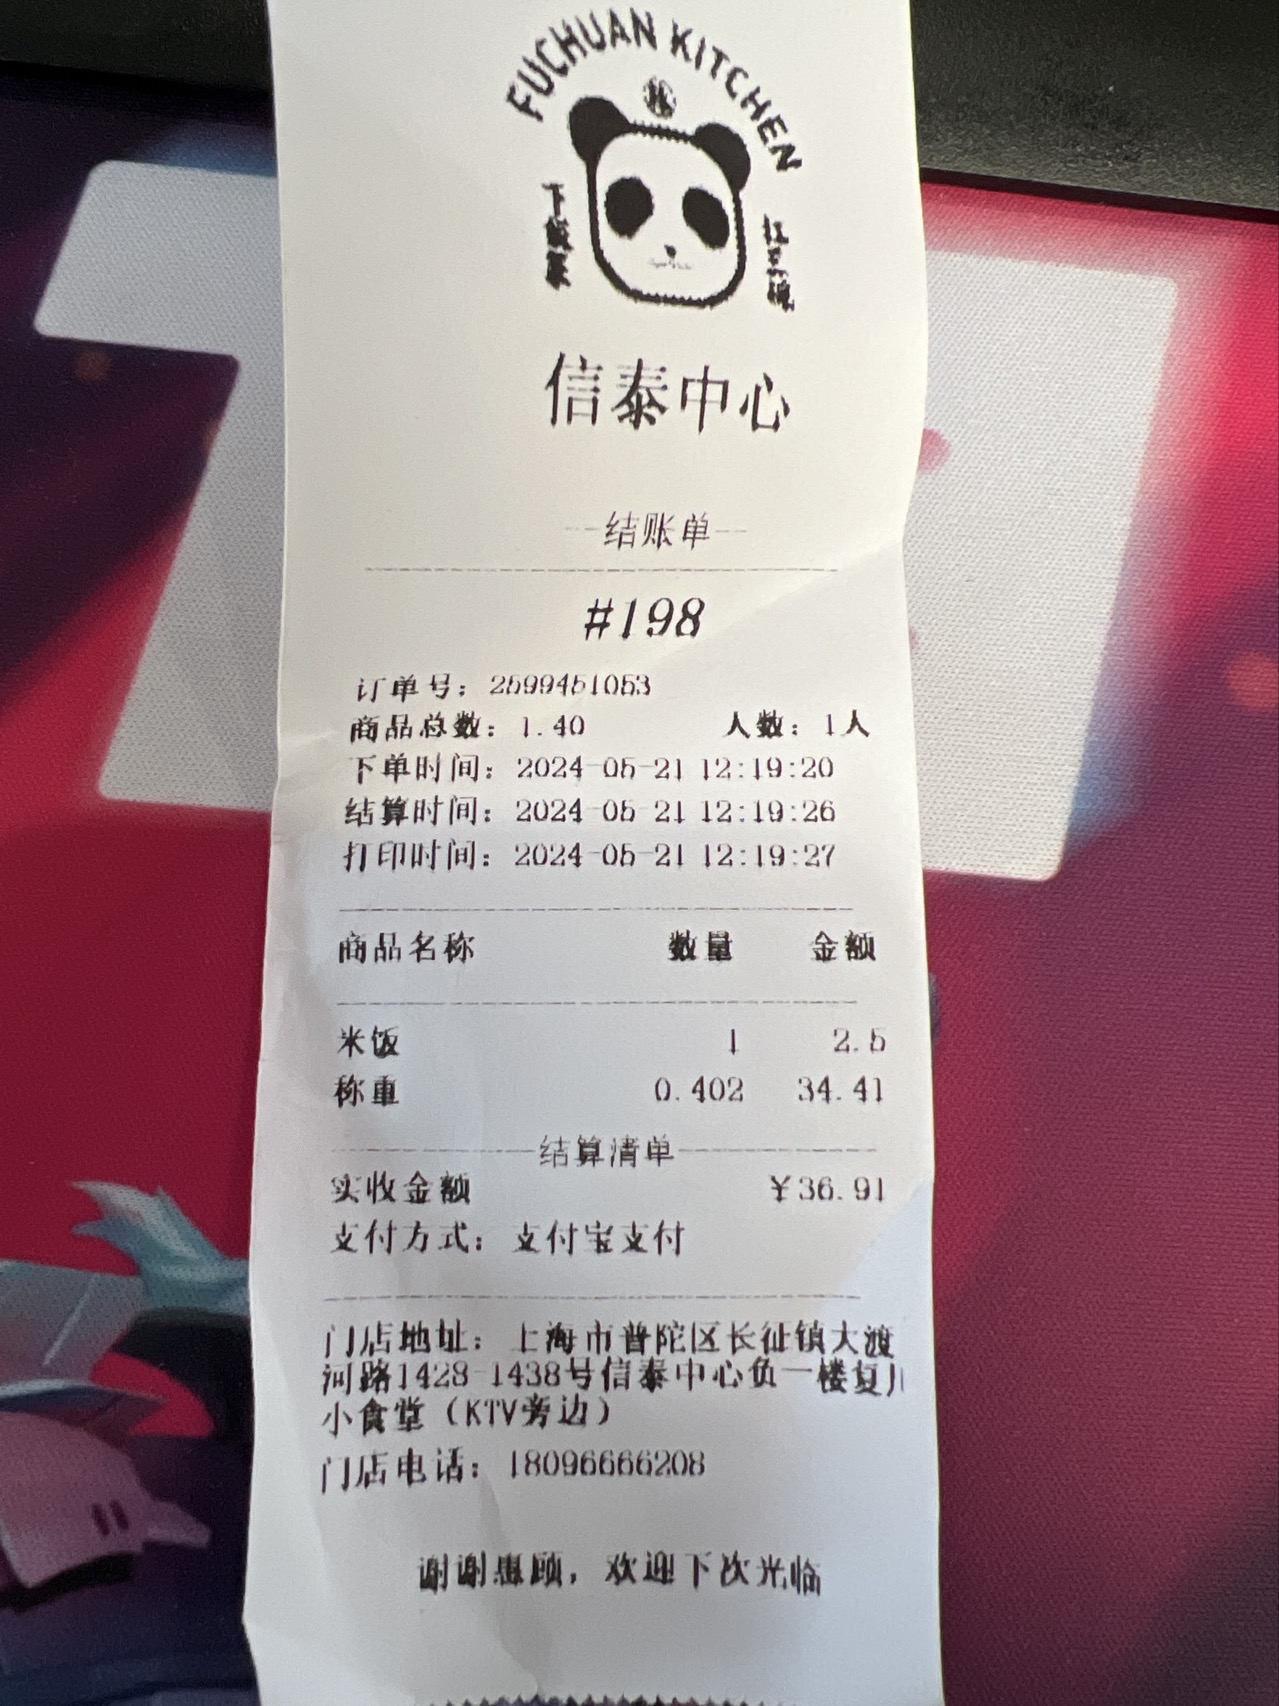 FUCHUAN KITCHEN
下饭菜
信泰中心
--结账单--
#198
订单号：2599451053
商品总数：1.40 人数：1人
下单时间：2024-05-21 12:19:20
结算时间：2024-05-21 12:19:26
打印时间：2024-05-21 12:19:27
商品名称 数量 金额
米饭 1 2.5
称重 0.402 34.41
结算清单
实收金额 ￥36.91
支付方式：支付宝支付
门店地址：上海市普陀区长征镇大渡
河路1428-1438号信泰中心负一楼复川
小食堂（KTV旁边）
门店电话：18096666208
谢谢惠顾，欢迎下次光临